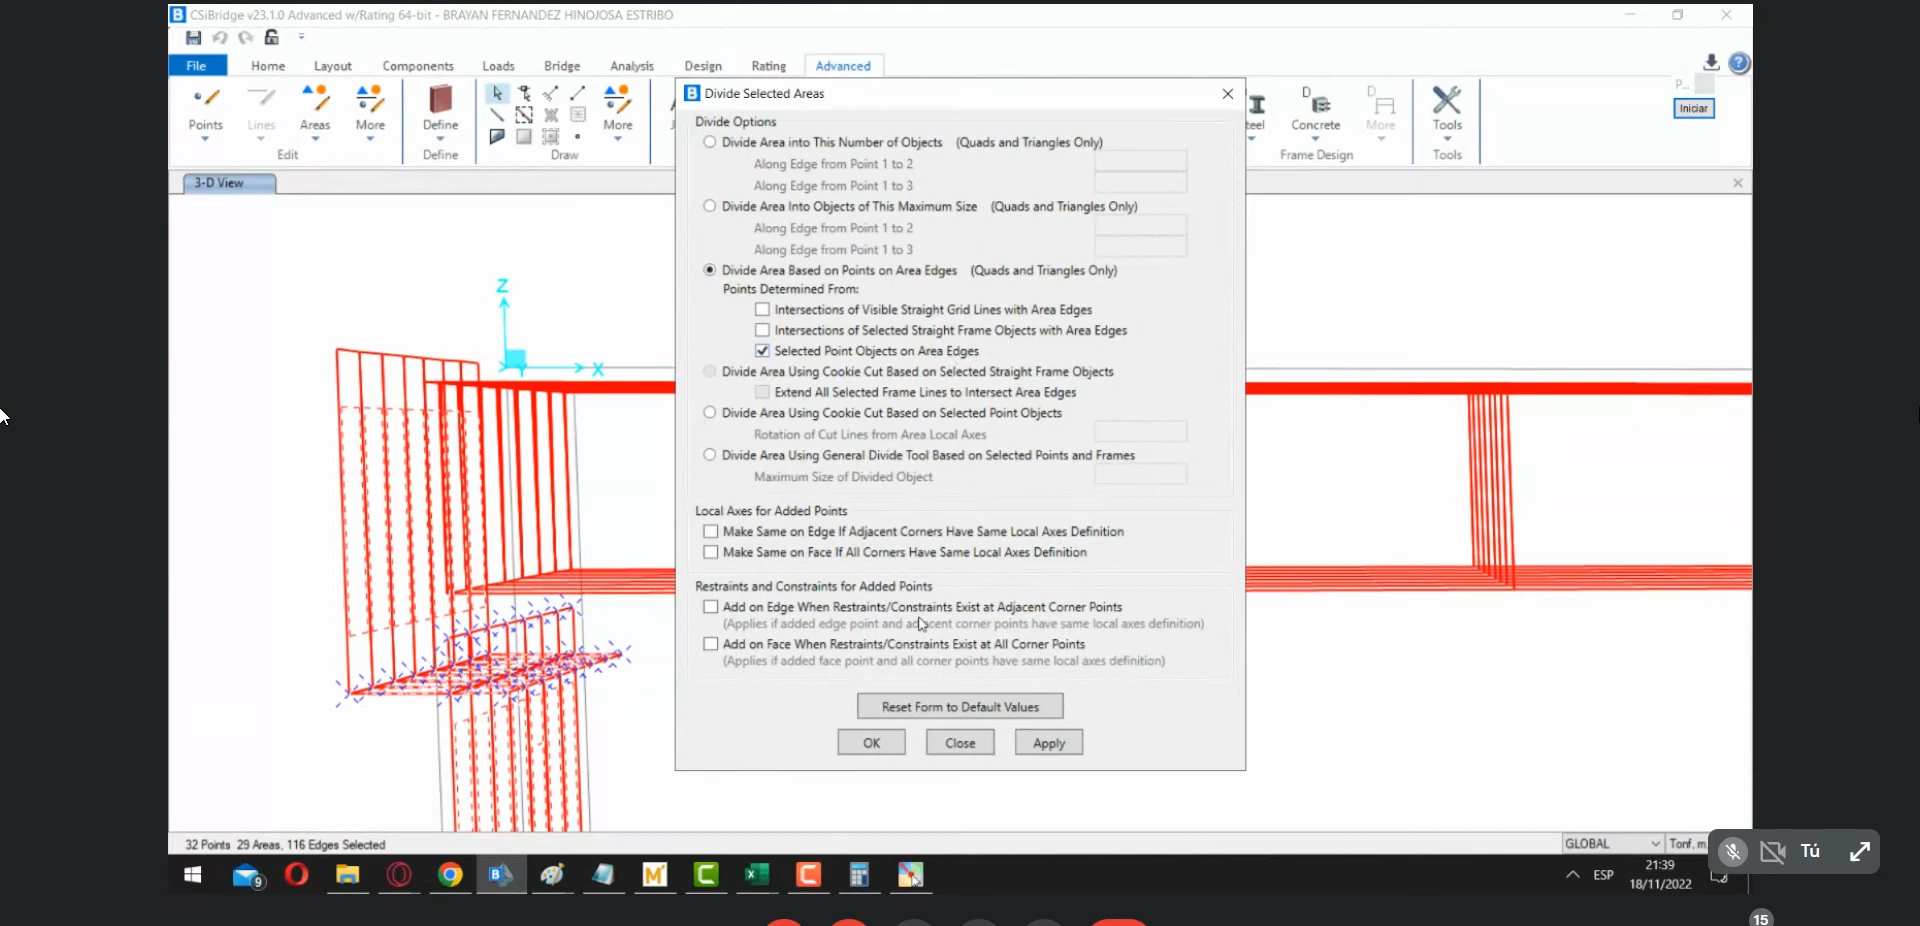 CSiBridge v23.1.0 Advanced w/Rating 64-bit - BRAYAN FERNANDEZ HINOJOSA ESTRIBO
File Home Layout Components Loads Bridge Analysis Design Rating Advanced
Points Lines Areas More
Edit
Define
Define
More
Draw
Concrete More
Frame Design
Tools
Tools
P...
Iniciar
3-D View
Z
X
Y
Divide Selected Areas
Divide Options
Divide Area into This Number of Objects (Quads and Triangles Only)
Along Edge from Point 1 to 2
Along Edge from Point 1 to 3
Divide Area Into Objects of This Maximum Size (Quads and Triangles Only)
Along Edge from Point 1 to 2
Along Edge from Point 1 to 3
Divide Area Based on Points on Area Edges (Quads and Triangles Only)
Points Determined From:
Intersections of Visible Straight Grid Lines with Area Edges
Intersections of Selected Straight Frame Objects with Area Edges
Selected Point Objects on Area Edges
Divide Area Using Cookie Cut Based on Selected Straight Frame Objects
Extend All Selected Frame Lines to Intersect Area Edges
Divide Area Using Cookie Cut Based on Selected Point Objects
Rotation of Cut Lines from Area Local Axes
Divide Area Using General Divide Tool Based on Selected Points and Frames
Maximum Size of Divided Object
Local Axes for Added Points
Make Same on Edge If Adjacent Corners Have Same Local Axes Definition
Make Same on Face If All Corners Have Same Local Axes Definition
Restraints and Constraints for Added Points
Add on Edge When Restraints/Constraints Exist at Adjacent Corner Points
(Applies if added edge point and adjacent corner points have same local axes definition)
Add on Face When Restraints/Constraints Exist at All Corner Points
(Applies if added face point and all corner points have same local axes definition)
Reset Form to Default Values
OK Close Apply
32 Points 29 Areas, 116 Edges Selected
GLOBAL Tonf, m,
Tú
9
ESP
21:39
18/11/2022
15